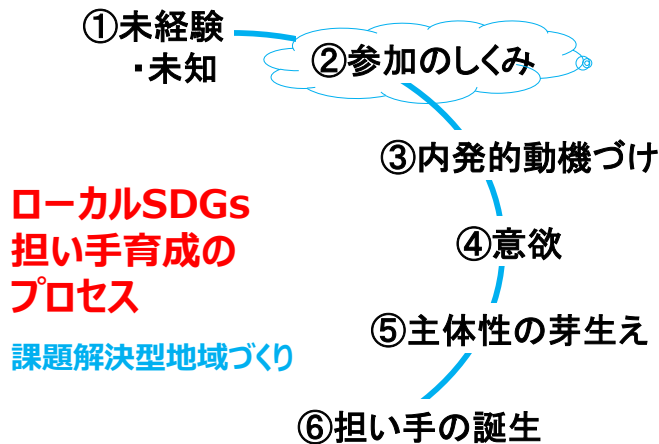 ①未経験
・未知
②参加のしくみ
③内発的動機づけ
④意欲
⑤主体性の芽生え
⑥担い手の誕生
ローカルSDGs
担い手育成の
プロセス
課題解決型地域づくり